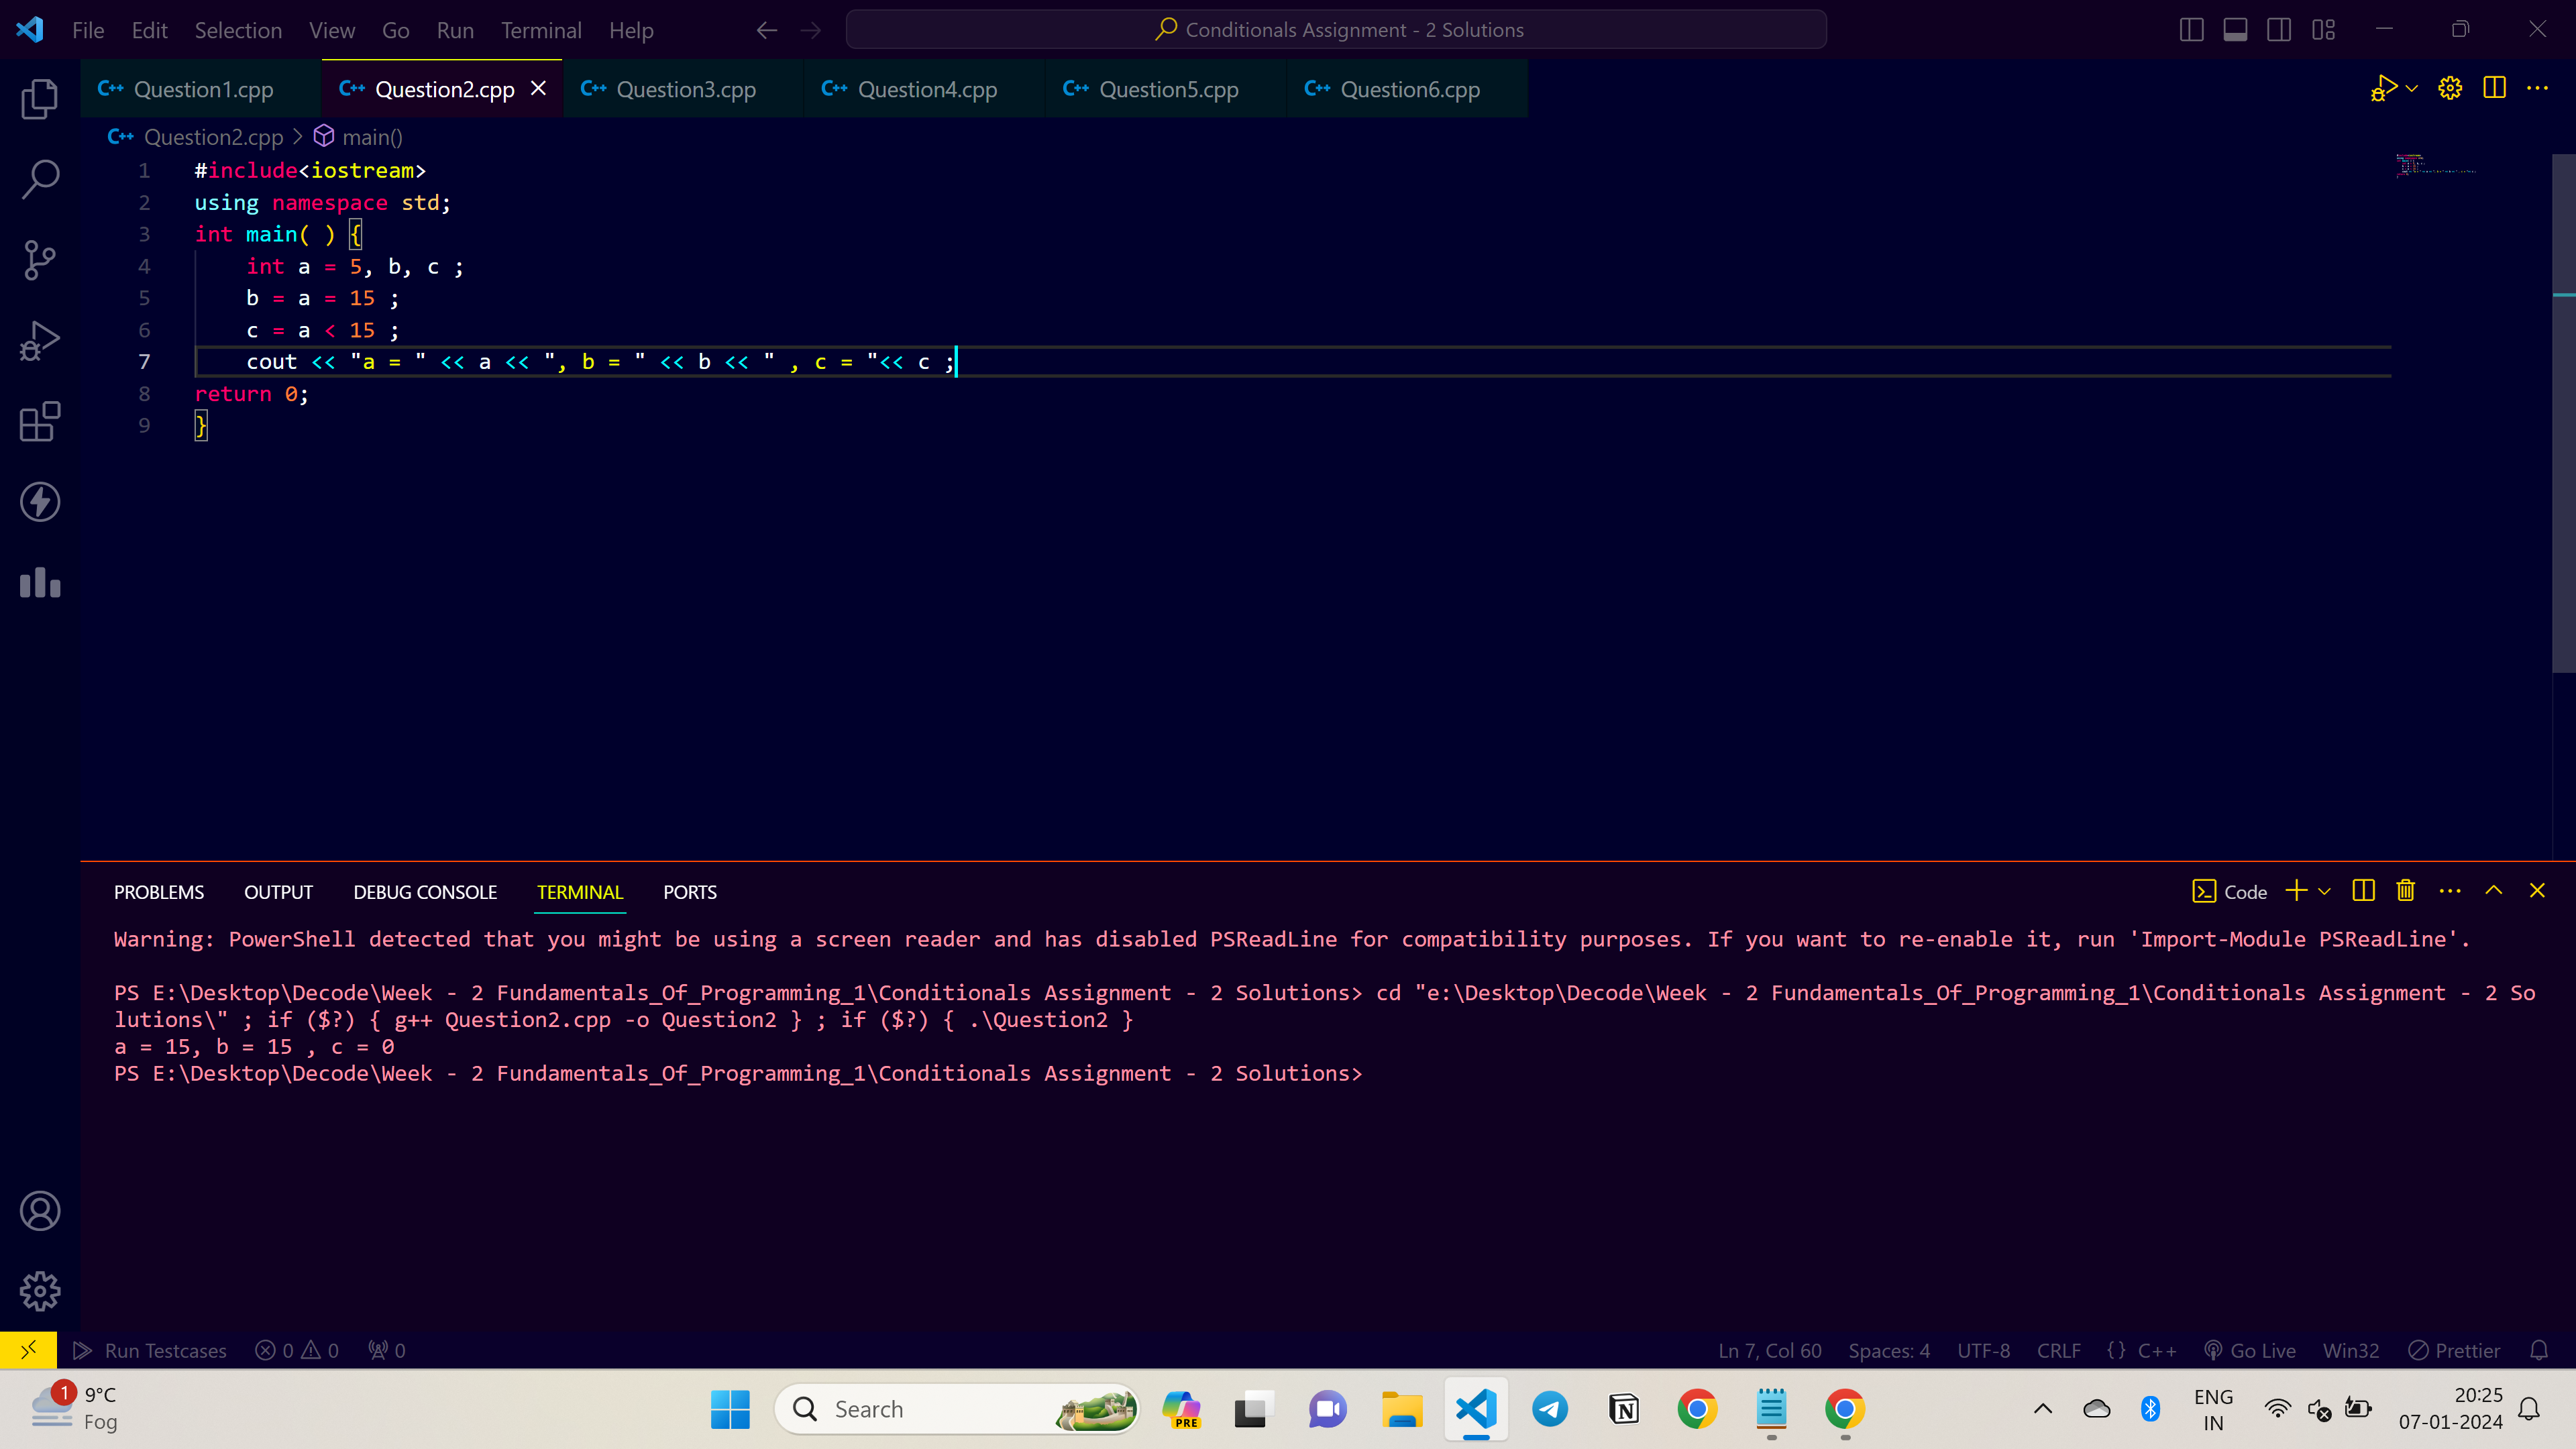 File Edit Selection View Go Run Terminal Help Conditionals Assignment - 2 Solutions
Question1.cpp Question2.cpp Question3.cpp Question4.cpp Question5.cpp Question6.cpp
Question2.cpp > main()
1 #include<iostream>
2 using namespace std;
3 int main( ) {
4 int a = 5, b, c ;
5 b = a = 15 ;
6 c = a < 15 ;
7 cout << "a = " << a << ", b = " << b << " , c = "<< c ;
8 return 0;
9 }
PROBLEMS OUTPUT DEBUG CONSOLE TERMINAL PORTS Code
Warning: PowerShell detected that you might be using a screen reader and has disabled PSReadLine for compatibility purposes. If you want to re-enable it, run 'Import-Module PSReadLine'.
PS E:\Desktop\Decode\Week - 2 Fundamentals_Of_Programming_1\Conditionals Assignment - 2 Solutions> cd "e:\Desktop\Decode\Week - 2 Fundamentals_Of_Programming_1\Conditionals Assignment - 2 So
lutions\" ; if ($?) { g++ Question2.cpp -o Question2 } ; if ($?) { .\Question2 }
a = 15, b = 15 , c = 0
PS E:\Desktop\Decode\Week - 2 Fundamentals_Of_Programming_1\Conditionals Assignment - 2 Solutions>
Run Testcases 0 0 0 Ln 7, Col 60 Spaces: 4 UTF-8 CRLF {} C++ Go Live Win32 Prettier
1 9°C Search PRE ENG 20:25
Fog IN 07-01-2024